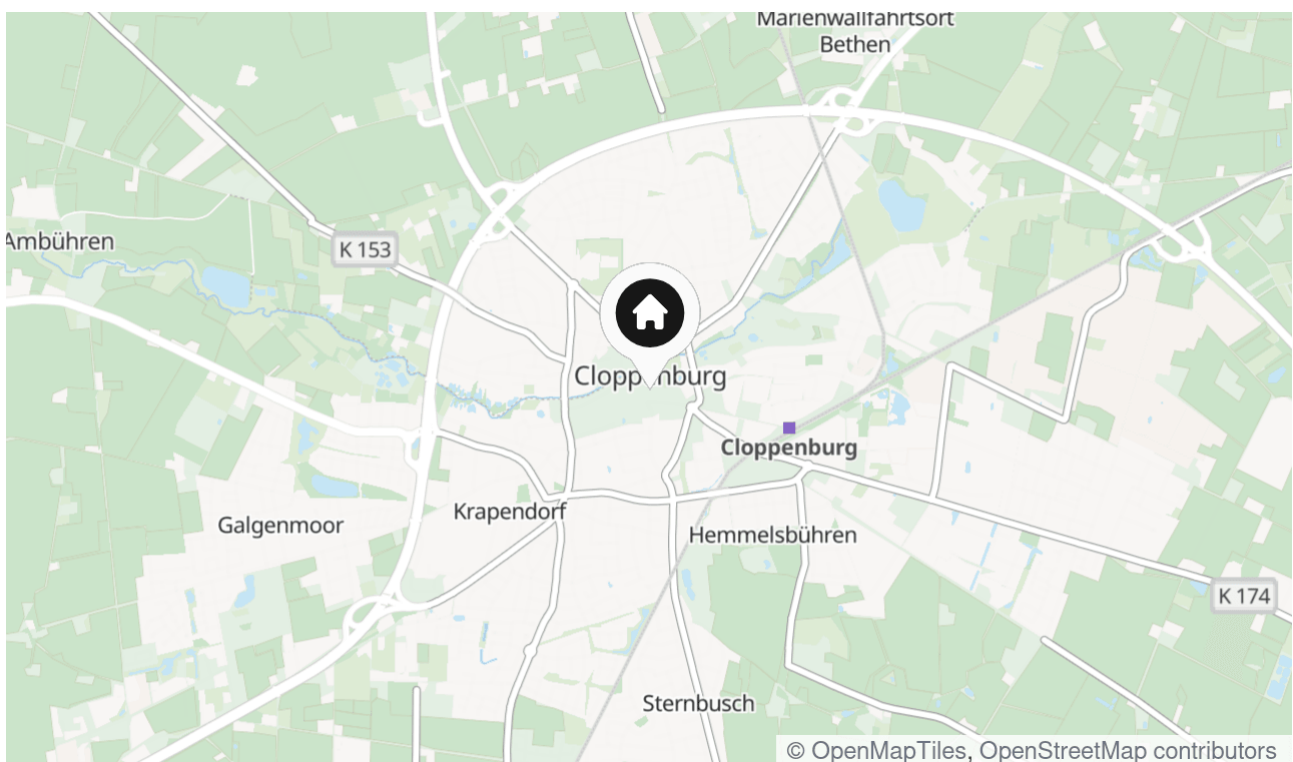 Marienwallfahrtsort
Bethen
Ambühren
K 153
Cloppenburg
Cloppenburg
Krapendorf
Galgenmoor
Hemmelsbühren
K 174
Sternbusch
© OpenMapTiles, OpenStreetMap contributors